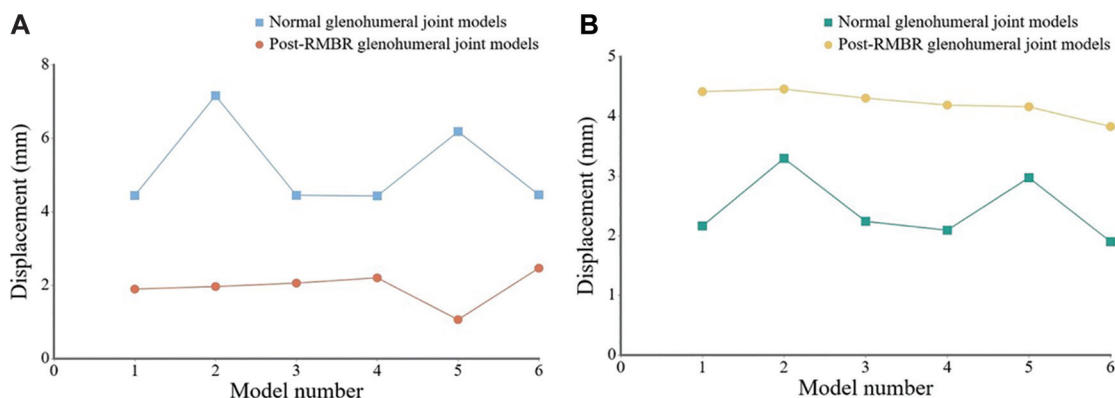 A
Normal glenohumeral joint models
Post-RMBR glenohumeral joint models
8
6
4
2
0
Displacement (mm)
0 1 2 3 4 5 6
Model number
B
Normal glenohumeral joint models
Post-RMBR glenohumeral joint models
5
4
3
2
1
0
Displacement (mm)
0 1 2 3 4 5 6
Model number